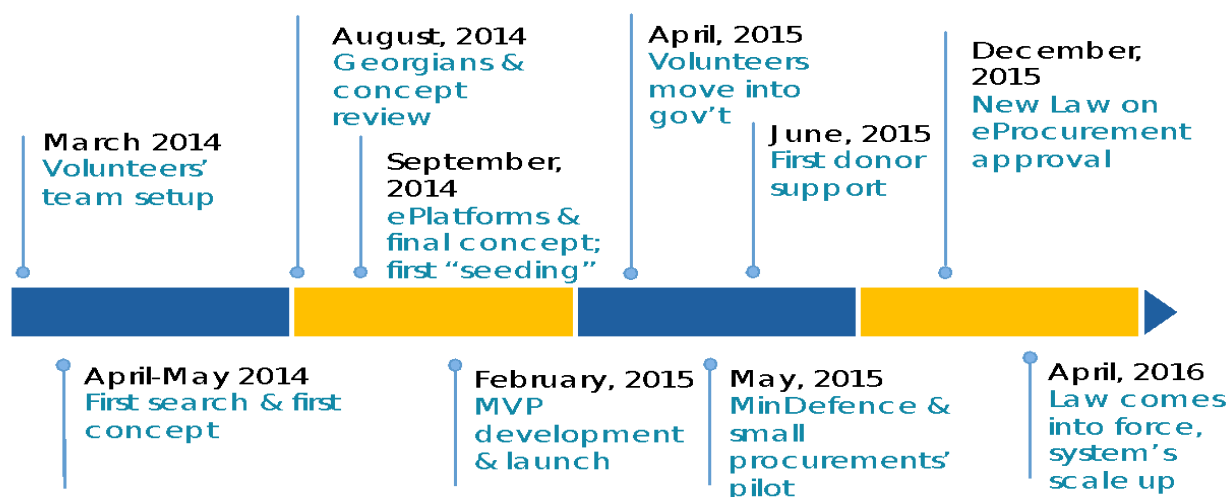 March 2014
Volunteers’
team setup
August, 2014
Georgians &
concept
review
September,
2014
ePlatforms &
final concept;
first “seeding”
April, 2015
Volunteers
move into
gov’t
June, 2015
First donor
support
December,
2015
New Law on
eProcurement
approval
April-May 2014
First search & first
concept
February, 2015
MVP
development
& launch
May, 2015
MinDefence &
small
procurements’
pilot
April, 2016
Law comes
into force,
system’s
scale up